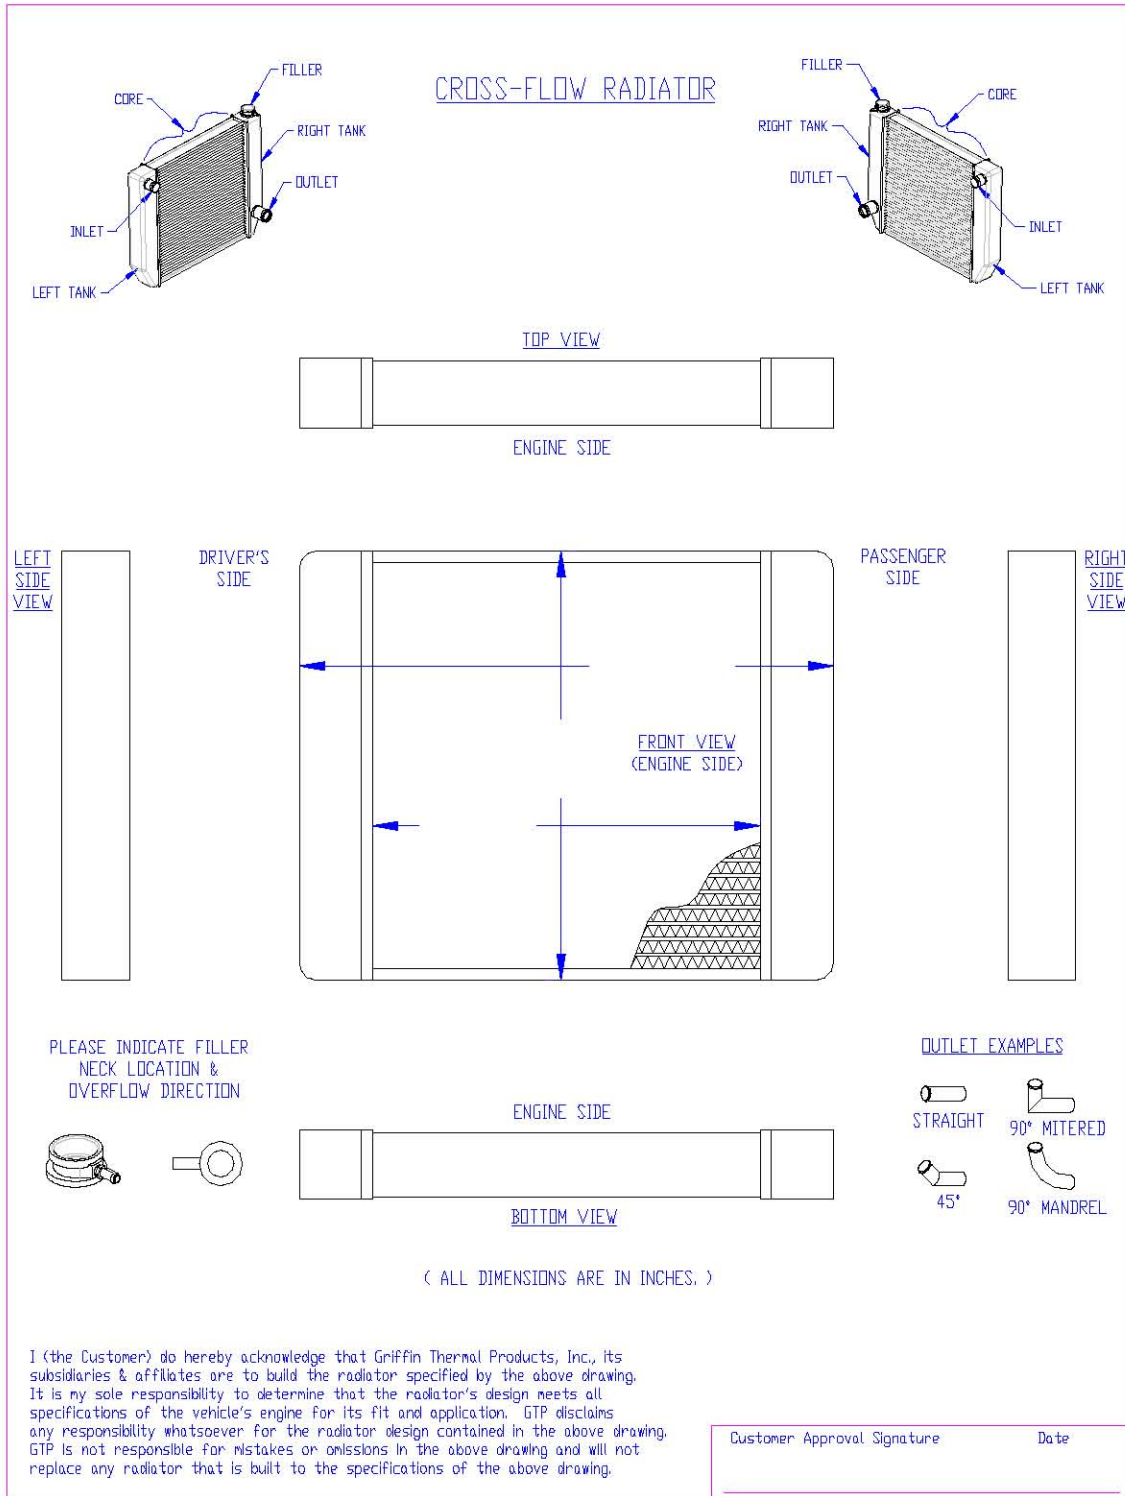 CROSS-FLOW RADIATOR
FILLER
CORE
RIGHT TANK
OUTLET
INLET
LEFT TANK
FILLER
CORE
RIGHT TANK
OUTLET
INLET
LEFT TANK
TOP VIEW
ENGINE SIDE
LEFT
SIDE
VIEW
DRIVER'S
SIDE
PASSENGER
SIDE
RIGHT
SIDE
VIEW
FRONT VIEW
(ENGINE SIDE)
PLEASE INDICATE FILLER
NECK LOCATION &
OVERFLOW DIRECTION
ENGINE SIDE
BOTTOM VIEW
OUTLET EXAMPLES
STRAIGHT
90° MITERED
45°
90° MANDREL
( ALL DIMENSIONS ARE IN INCHES. )
I (the Customer) do hereby acknowledge that Griffin Thermal Products, Inc., its
subsidiaries & affiliates are to build the radiator specified by the above drawing.
It is my sole responsibility to determine that the radiator's design meets all
specifications of the vehicle's engine for its fit and application. GTP disclaims
any responsibility whatsoever for the radiator design contained in the above drawing.
GTP is not responsible for mistakes or omissions in the above drawing and will not
replace any radiator that is built to the specifications of the above drawing.
Customer Approval Signature Date